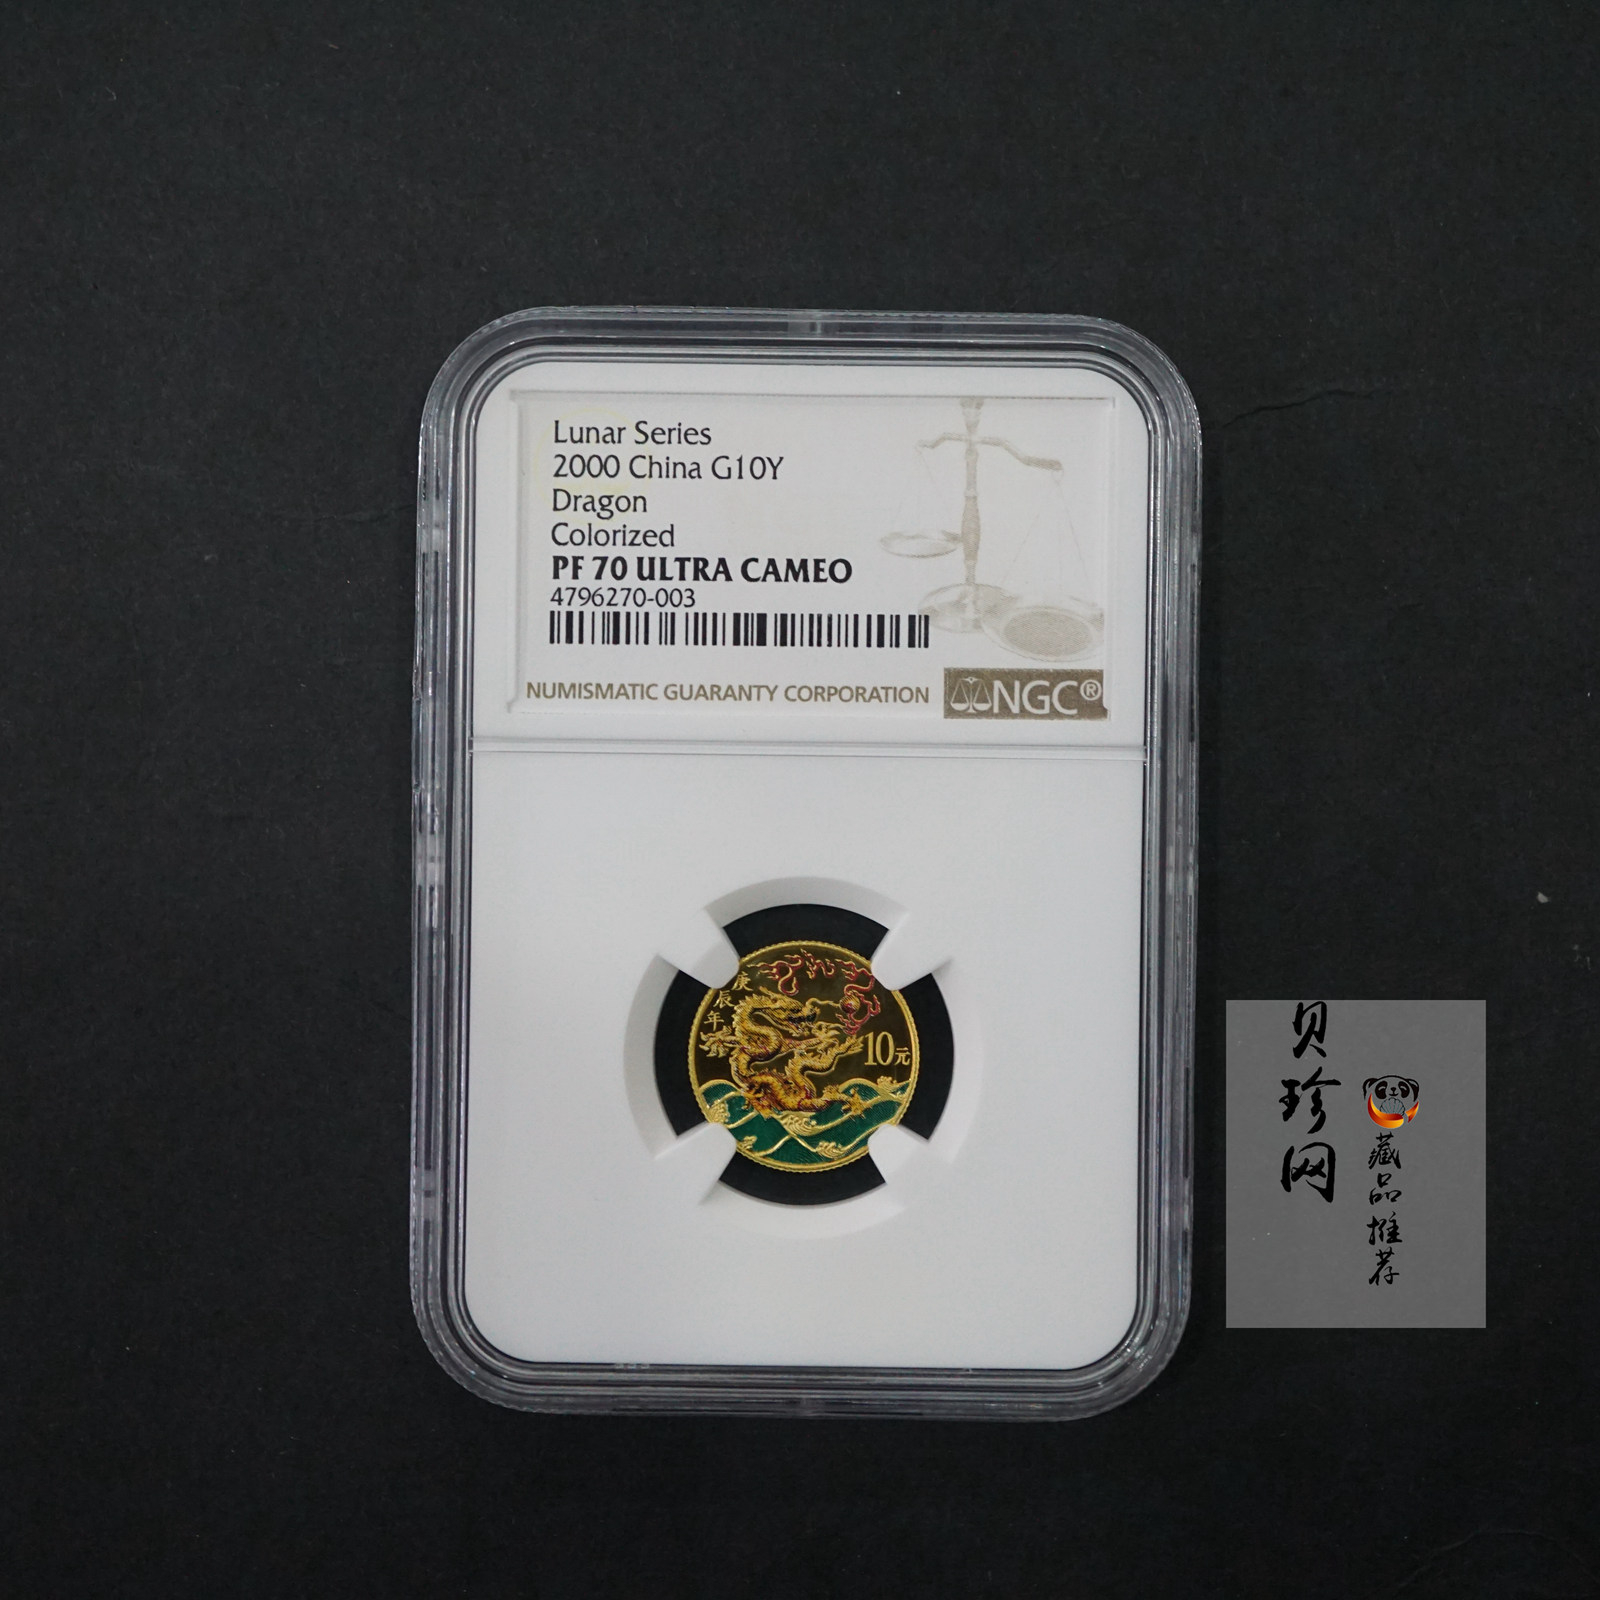 Lunar Series
2000 China G10Y
Dragon
Colorized
PF 70 ULTRA CAMEO
4796270-003
NUMISMATIC GUARANTY CORPORATION
NGC®
庚辰年
10元
贝珍网
藏品推荐